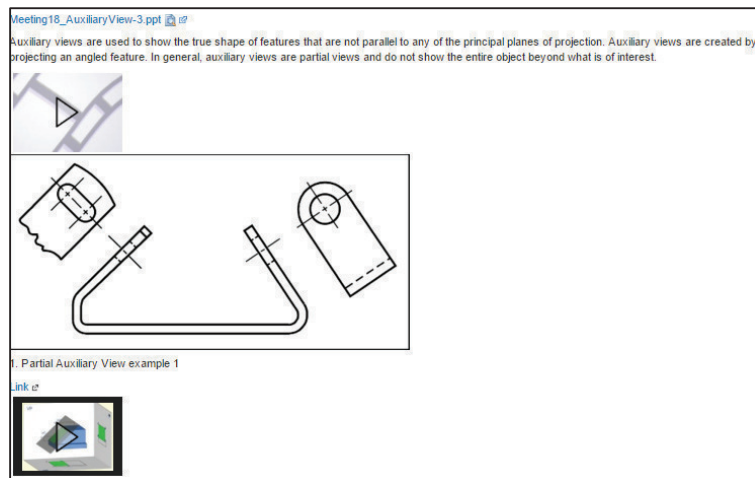 Meeting18_AuxiliaryView-3.ppt
Auxiliary views are used to show the true shape of features that are not parallel to any of the principal planes of projection. Auxiliary views are created by
projecting an angled feature. In general, auxiliary views are partial views and do not show the entire object beyond what is of interest.
1. Partial Auxiliary View example 1
Link